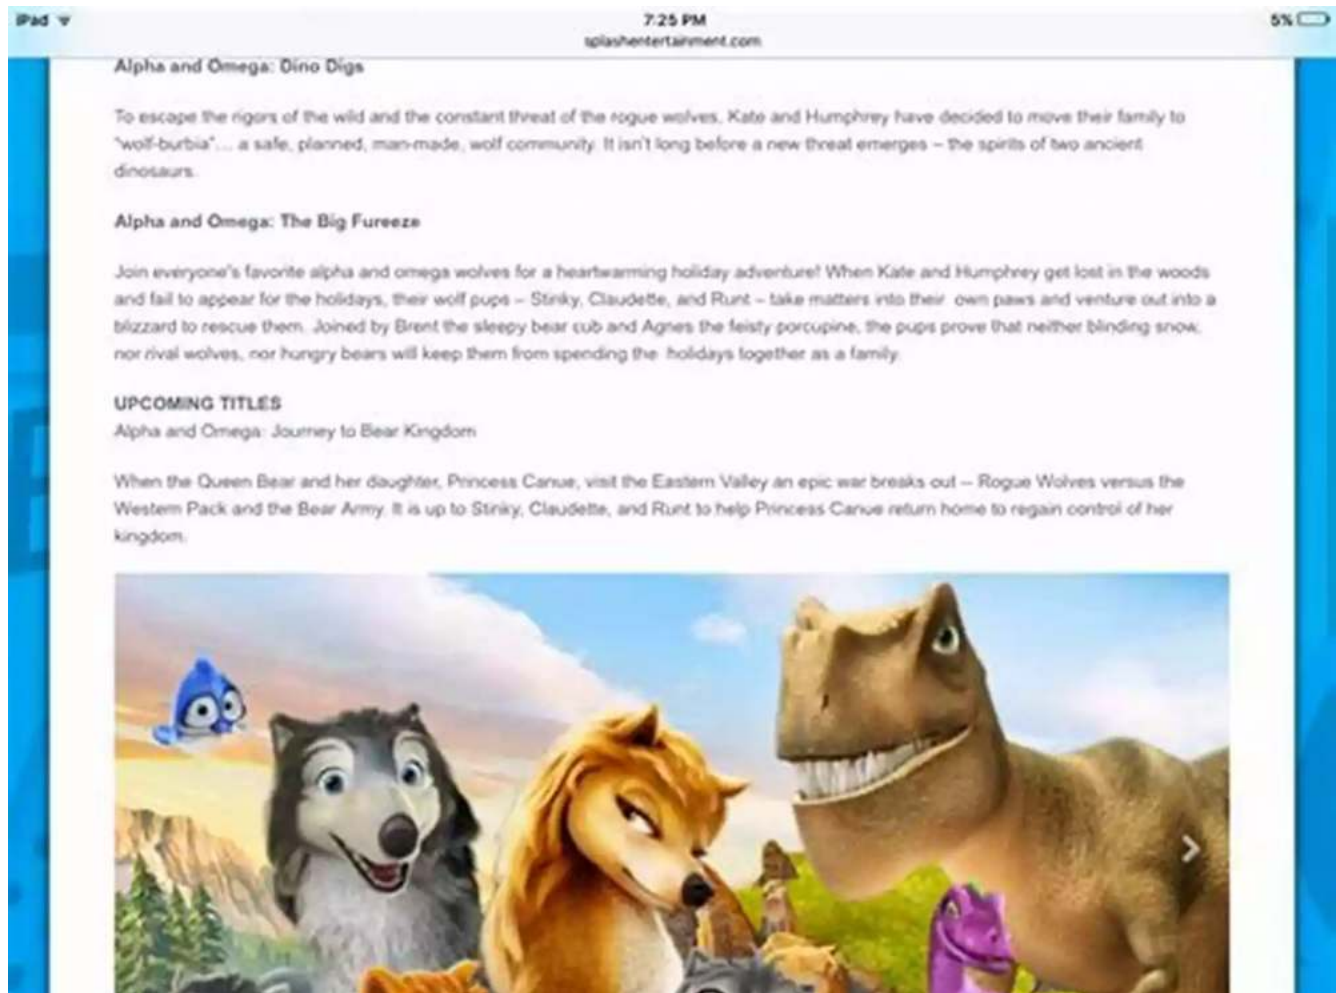 iPad
7:25 PM
5%
splashentertainment.com
Alpha and Omega: Dino Digs
To escape the rigors of the wild and the constant threat of the rogue wolves, Kate and Humphrey have decided to move their family to
"wolf-burbia"... a safe, planned, man-made, wolf community. It isn't long before a new threat emerges – the spirits of two ancient
dinosaurs.
Alpha and Omega: The Big Fureeze
Join everyone's favorite alpha and omega wolves for a heartwarming holiday adventure! When Kate and Humphrey get lost in the woods
and fail to appear for the holidays, their wolf pups – Stinky, Claudette, and Runt – take matters into their own paws and venture out into a
blizzard to rescue them. Joined by Brent the sleepy bear cub and Agnes the feisty porcupine, the pups prove that neither blinding snow,
nor rival wolves, nor hungry bears will keep them from spending the holidays together as a family.
UPCOMING TITLES
Alpha and Omega: Journey to Bear Kingdom
When the Queen Bear and her daughter, Princess Canue, visit the Eastern Valley an epic war breaks out – Rogue Wolves versus the
Western Pack and the Bear Army. It is up to Stinky, Claudette, and Runt to help Princess Canue return home to regain control of her
kingdom.